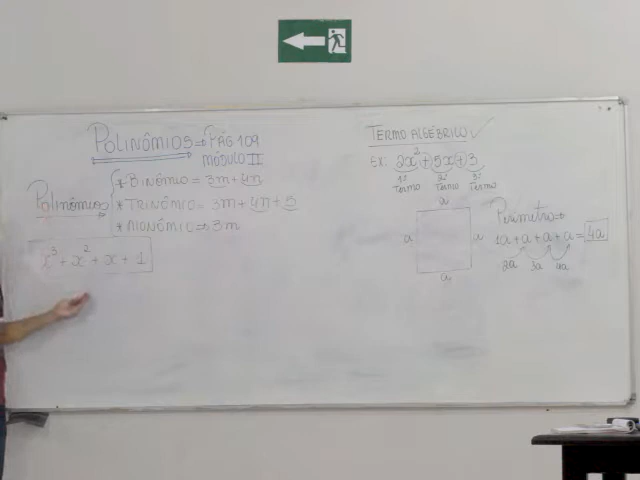 POLINÔMIOS ⇒ PÁG 109
MÓDULO II
POLINÔMIOS
* BINÔMIO = 3m + 4n
* TRINÔMIO = 3m + 4n + 5
* MONÔMIO ⇒ 3m
x³ + x² + x + 1
TERMO ALGÉBRICO ✓
EX: 2x² + 5x + 3
1º 2º 3º
TERMO TERMO TERMO
a
a a
a
Perímetro ⇒
1a + a + a + a = 4a
2a 3a 4a